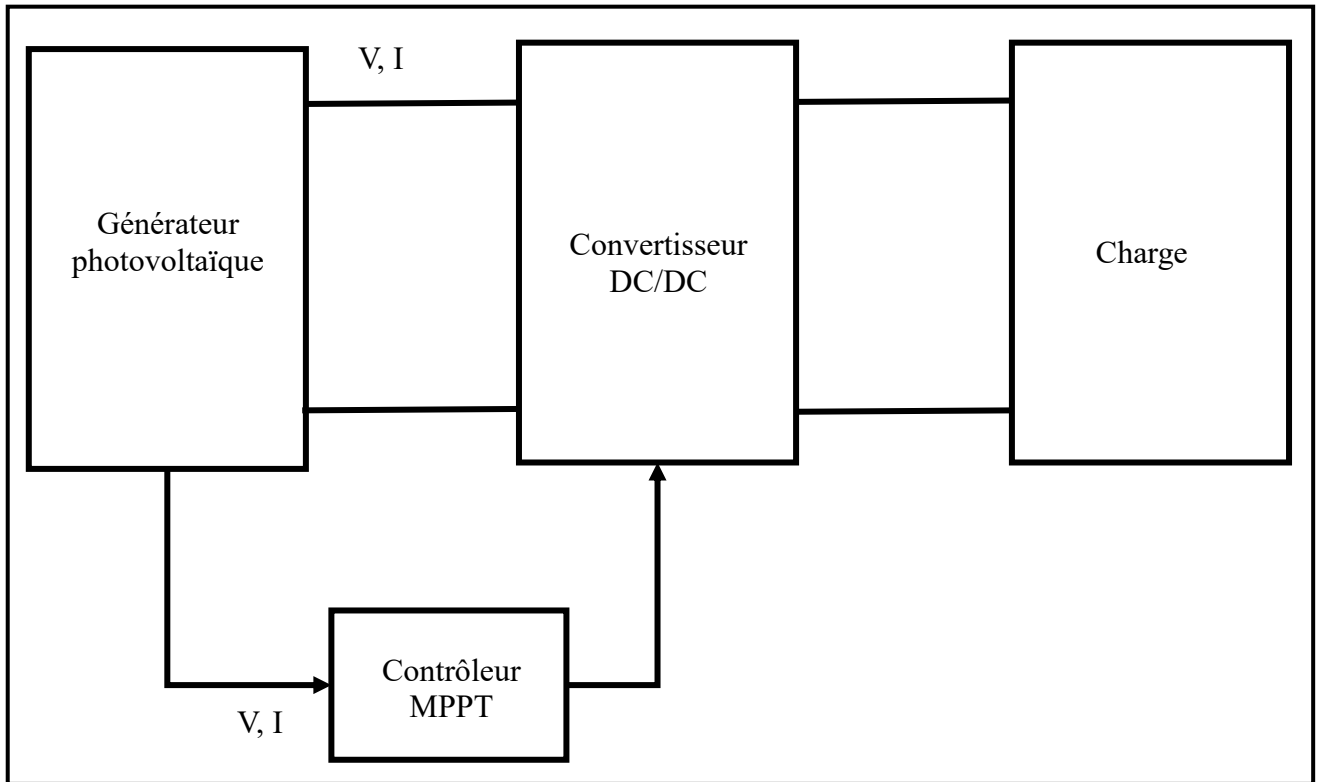 V, I
Générateur
photovoltaïque
Convertisseur
DC/DC
Charge
Contrôleur
MPPT
V, I